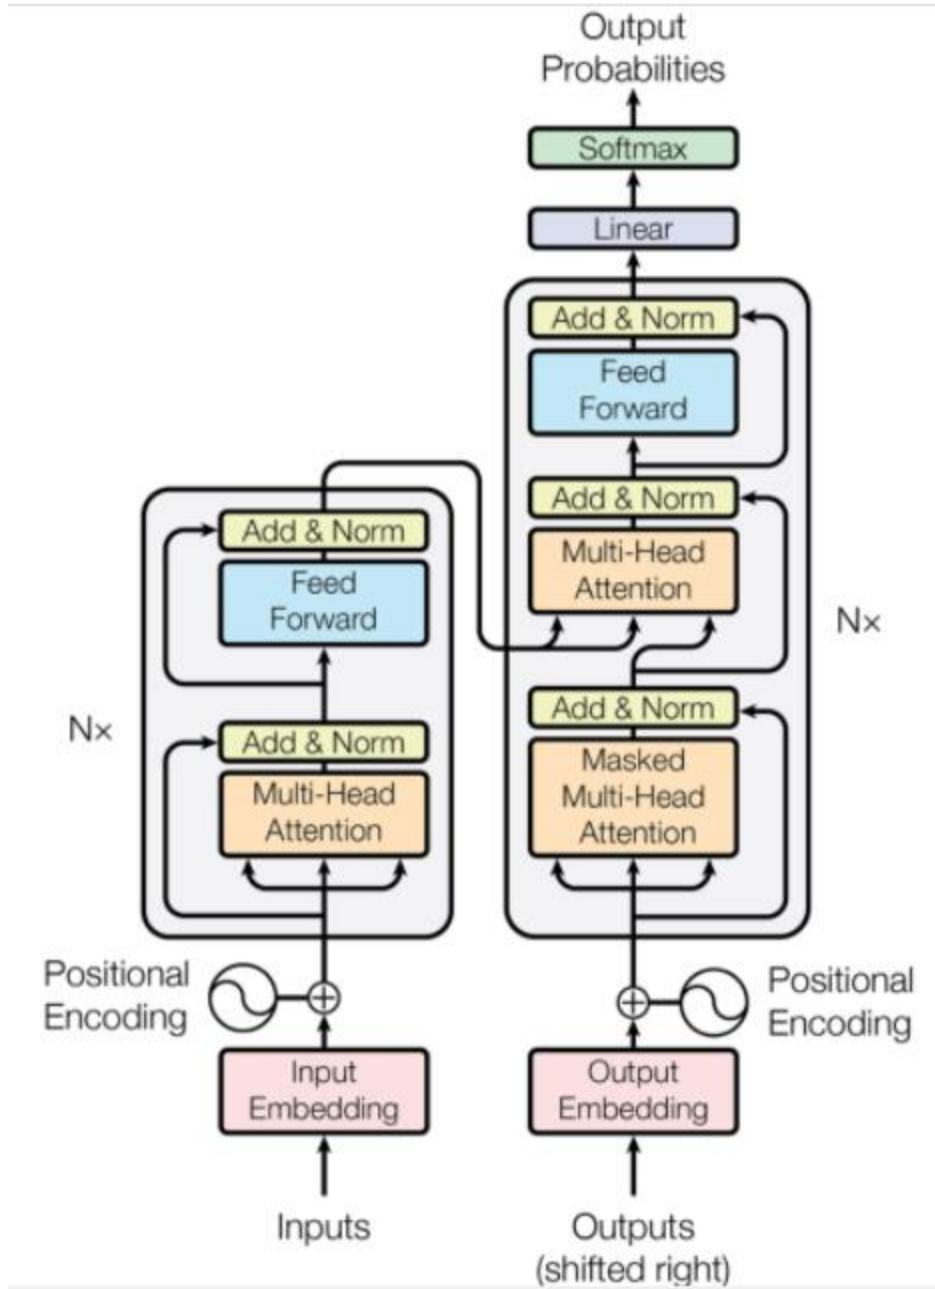 Output
Probabilities
Softmax
Linear
Add & Norm
Feed
Forward
Add & Norm
Multi-Head
Attention
Nx
Add & Norm
Masked
Multi-Head
Attention
Add & Norm
Feed
Forward
Nx
Add & Norm
Multi-Head
Attention
Positional
Encoding
Positional
Encoding
Input
Embedding
Output
Embedding
Inputs
Outputs
(shifted right)